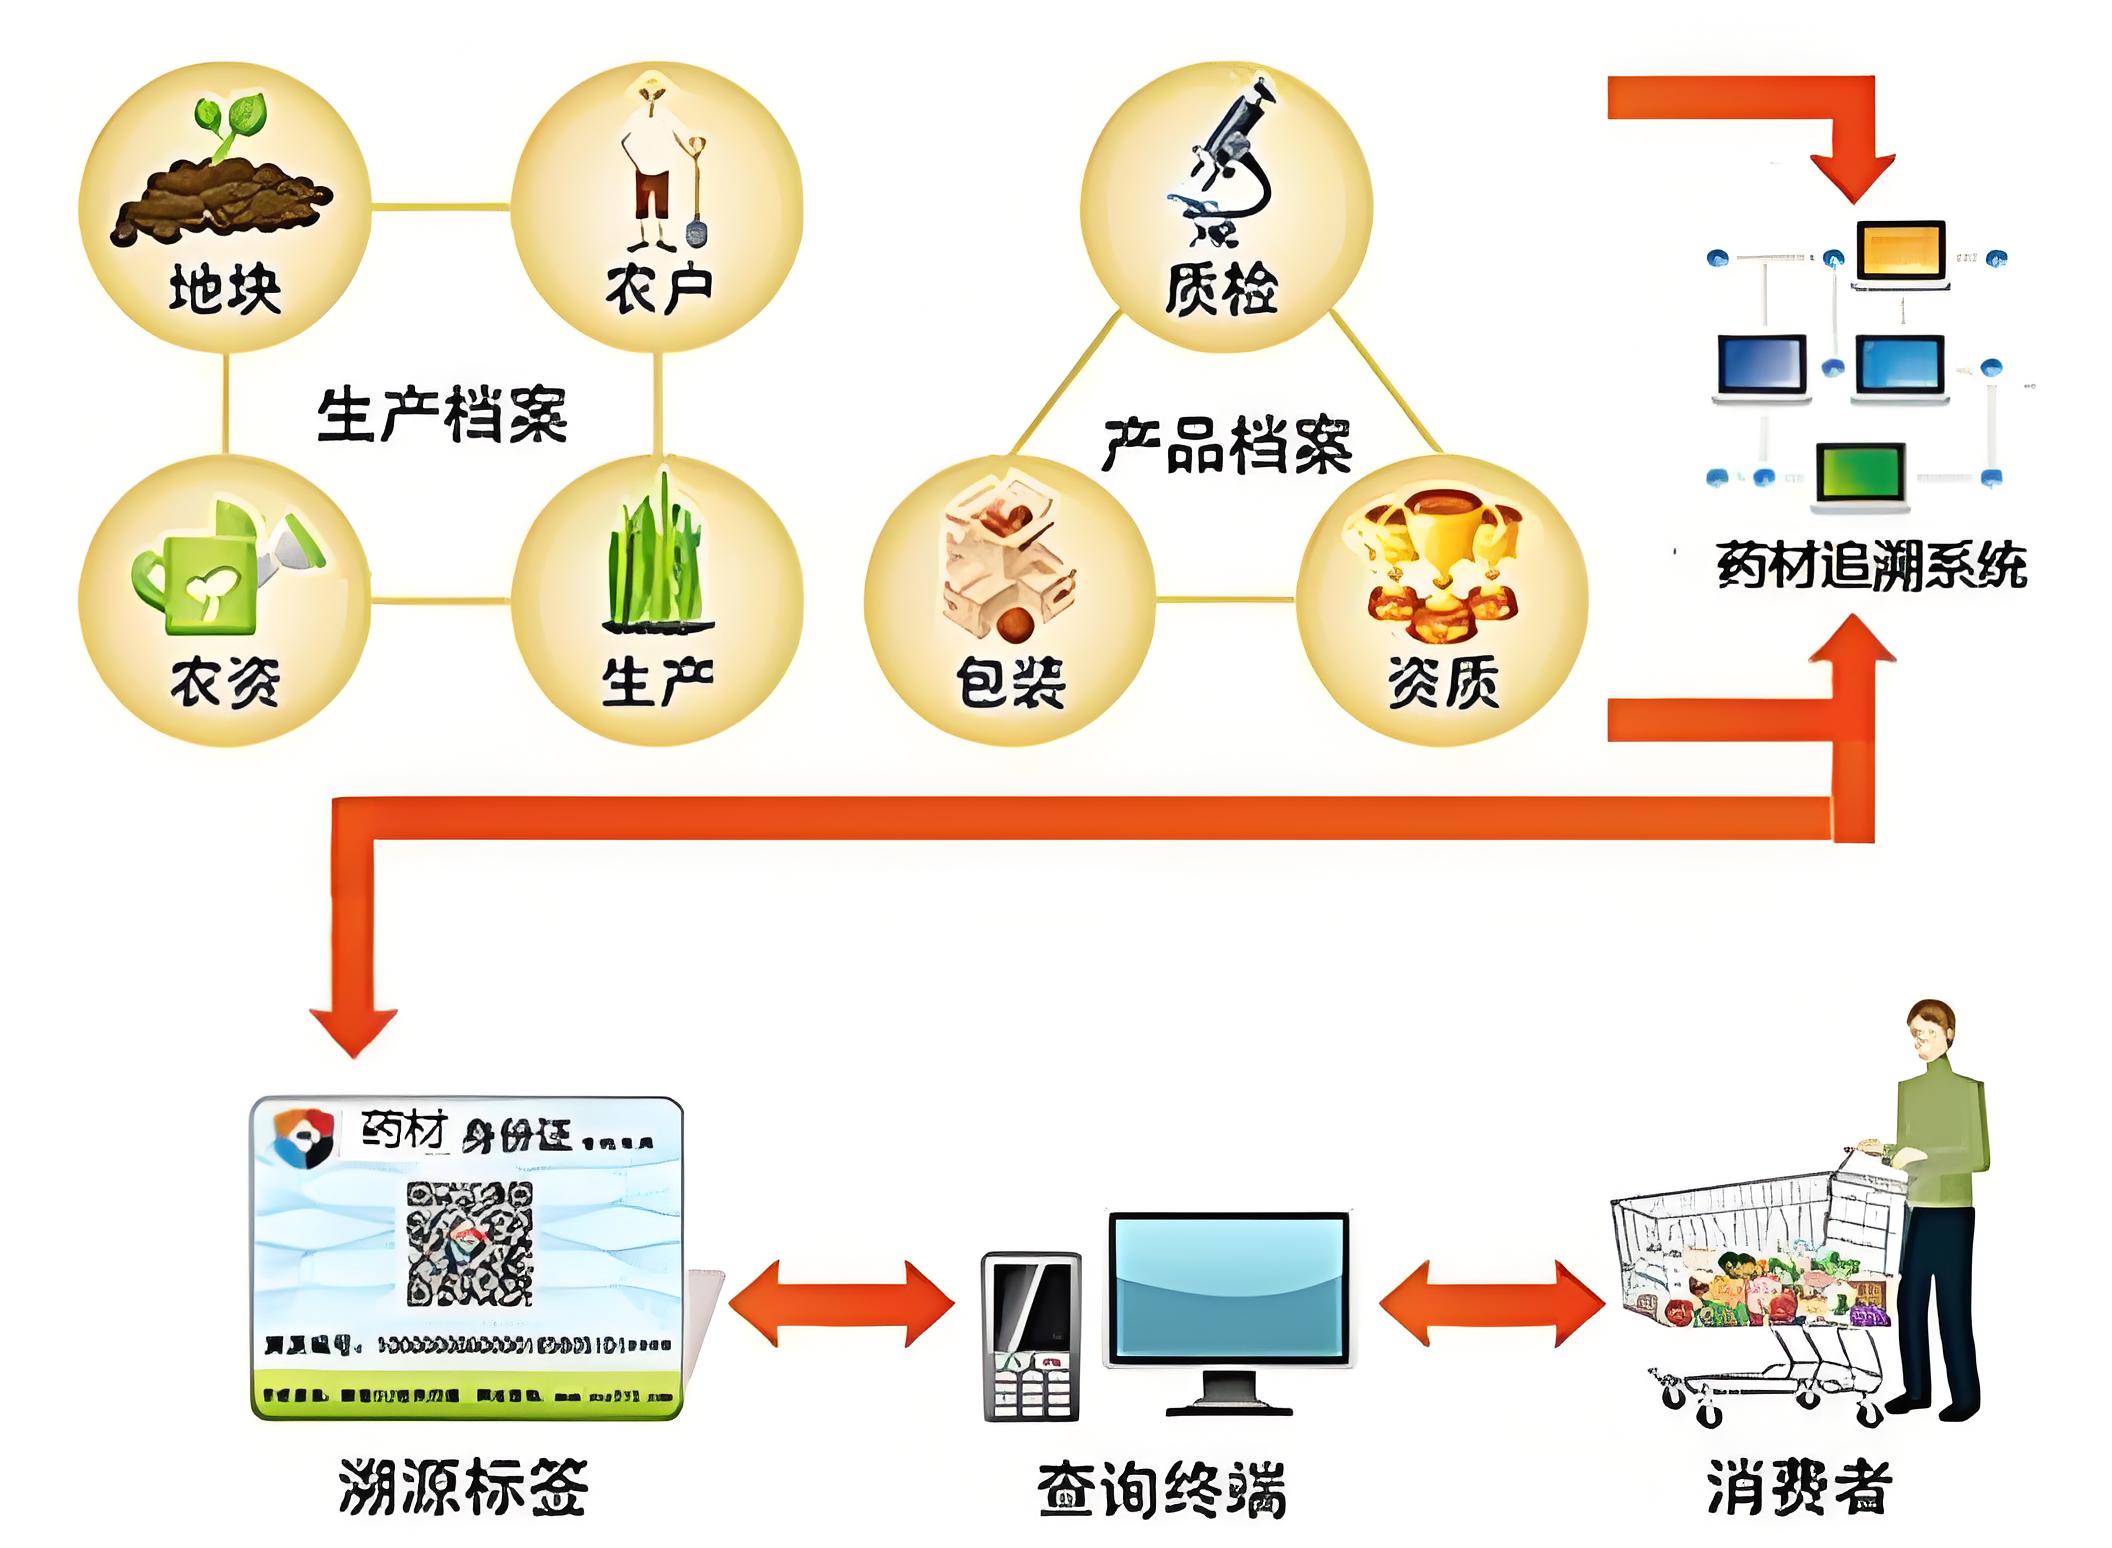 地块
农户
生产档案
农资
生产
质检
产品档案
包装
资质
药材追溯系统
药材 身份证
溯源标签
查询终端
消费者